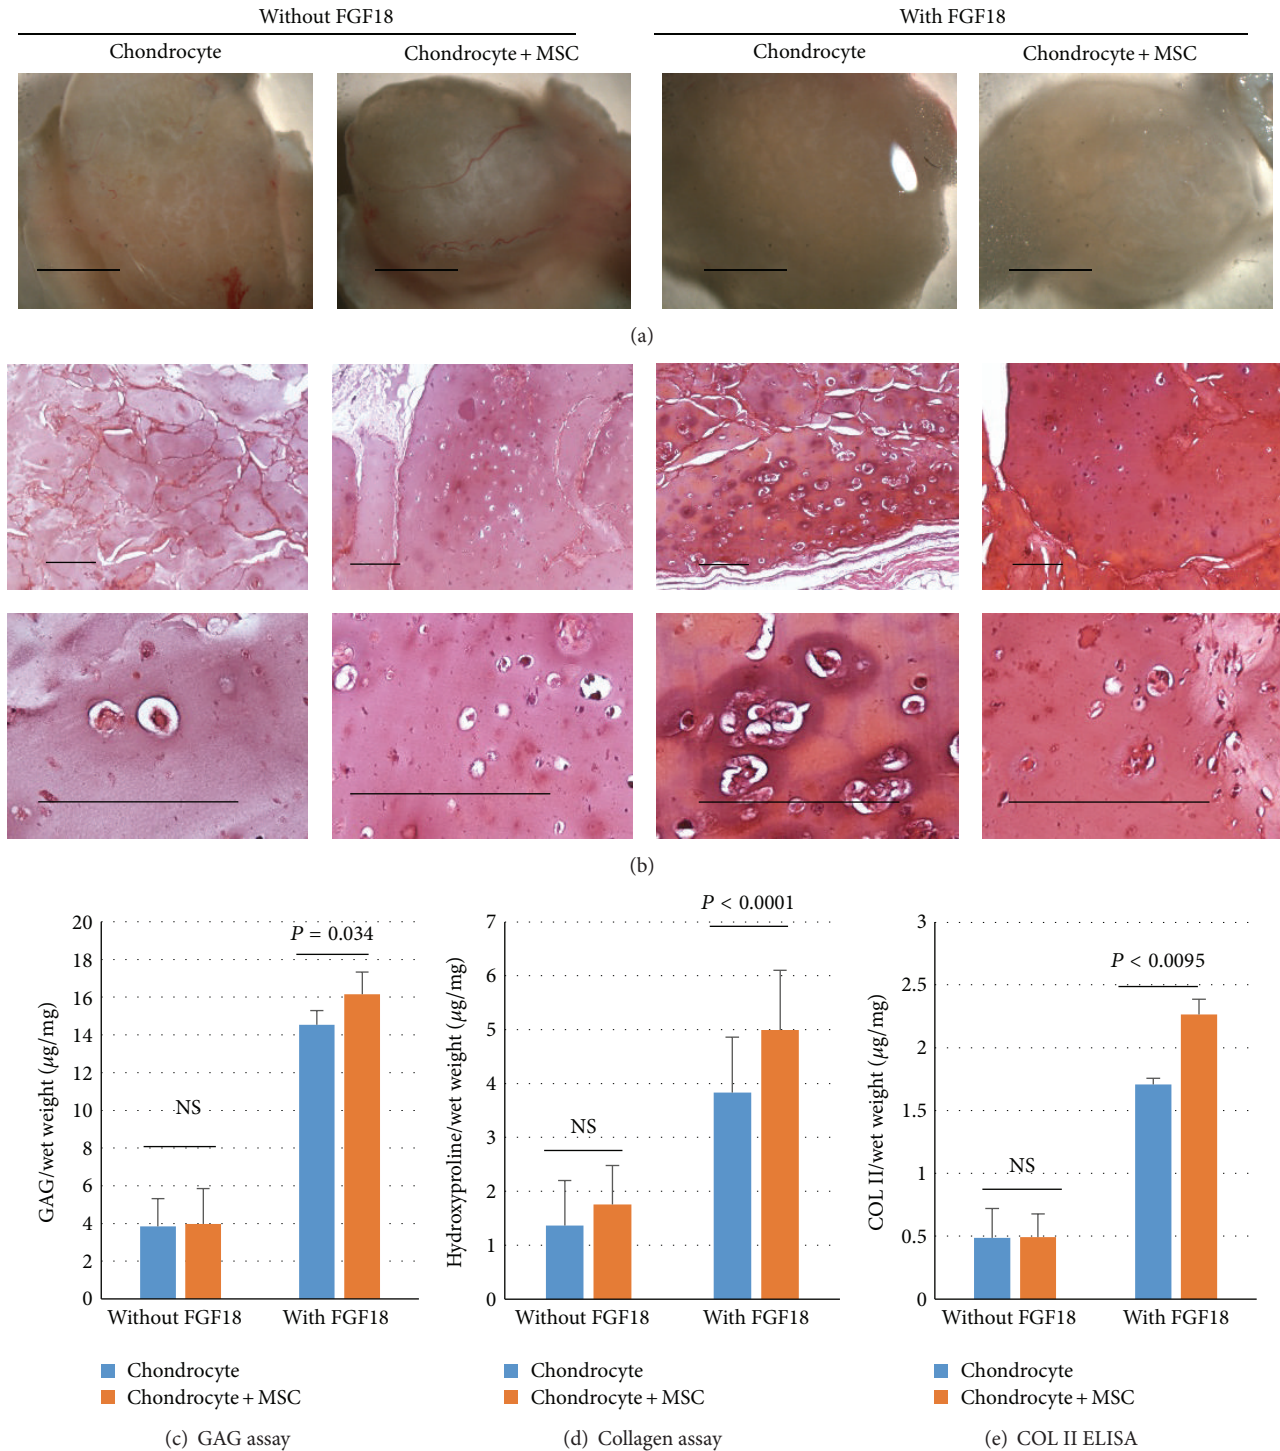 Without FGF18
With FGF18
Chondrocyte
Chondrocyte + MSC
Chondrocyte
Chondrocyte + MSC
(a)
(b)
GAG/wet weight (μg/mg)
20
18
16
14
12
10
8
6
4
2
0
NS
P = 0.034
Without FGF18
With FGF18
Chondrocyte
Chondrocyte + MSC
(c) GAG assay
Hydroxyproline/wet weight (μg/mg)
7
6
5
4
3
2
1
0
NS
P < 0.0001
Without FGF18
With FGF18
Chondrocyte
Chondrocyte + MSC
(d) Collagen assay
COL II/wet weight (μg/mg)
3
2.5
2
1.5
1
0.5
0
NS
P < 0.0095
Without FGF18
With FGF18
Chondrocyte
Chondrocyte + MSC
(e) COL II ELISA